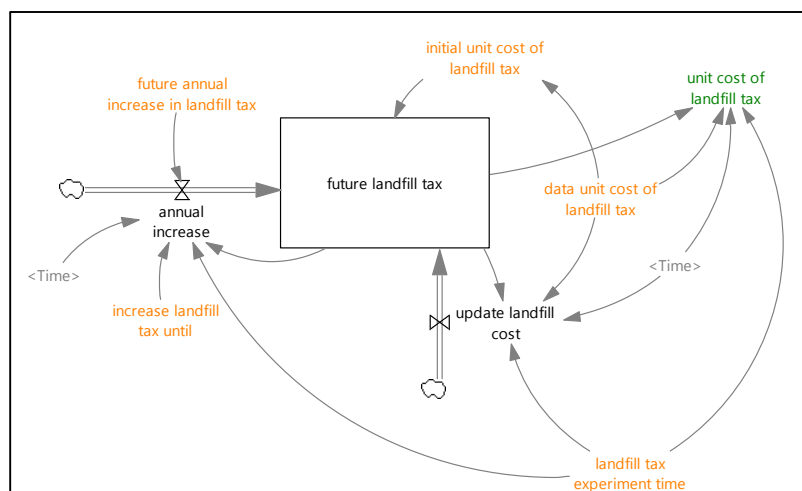 initial unit cost of
landfill tax
future annual
increase in landfill tax
unit cost of
landfill tax
future landfill tax
data unit cost of
landfill tax
annual
increase
<Time>
<Time>
increase landfill
tax until
update landfill
cost
landfill tax
experiment time